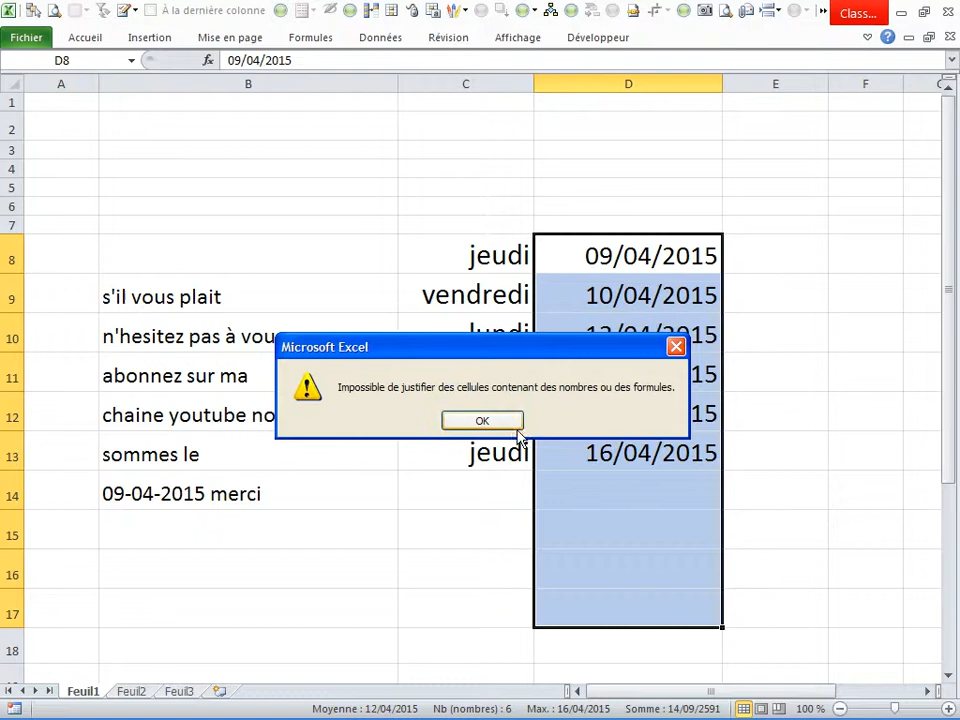 À la derniére colonne
Class...
Fichier Accueil Insertion Mise en page Formules Données Révision Affichage Développeur
D8 fx 09/04/2015
A B C D E F
1
2
3
4
5
6
7
8 jeudi 09/04/2015
9 s'il vous plait vendredi 10/04/2015
10 n'hesitez pas à vou
11 abonnez sur ma
12 chaine youtube no
13 sommes le jeudi 16/04/2015
14 09-04-2015 merci
15
16
17
18
Microsoft Excel
Impossible de justifier des cellules contenant des nombres ou des formules.
OK
Feuil1 Feuil2 Feuil3
Moyenne : 12/04/2015 Nb (nombres) : 6 Max. : 16/04/2015 Somme : 14/09/2591 100 %